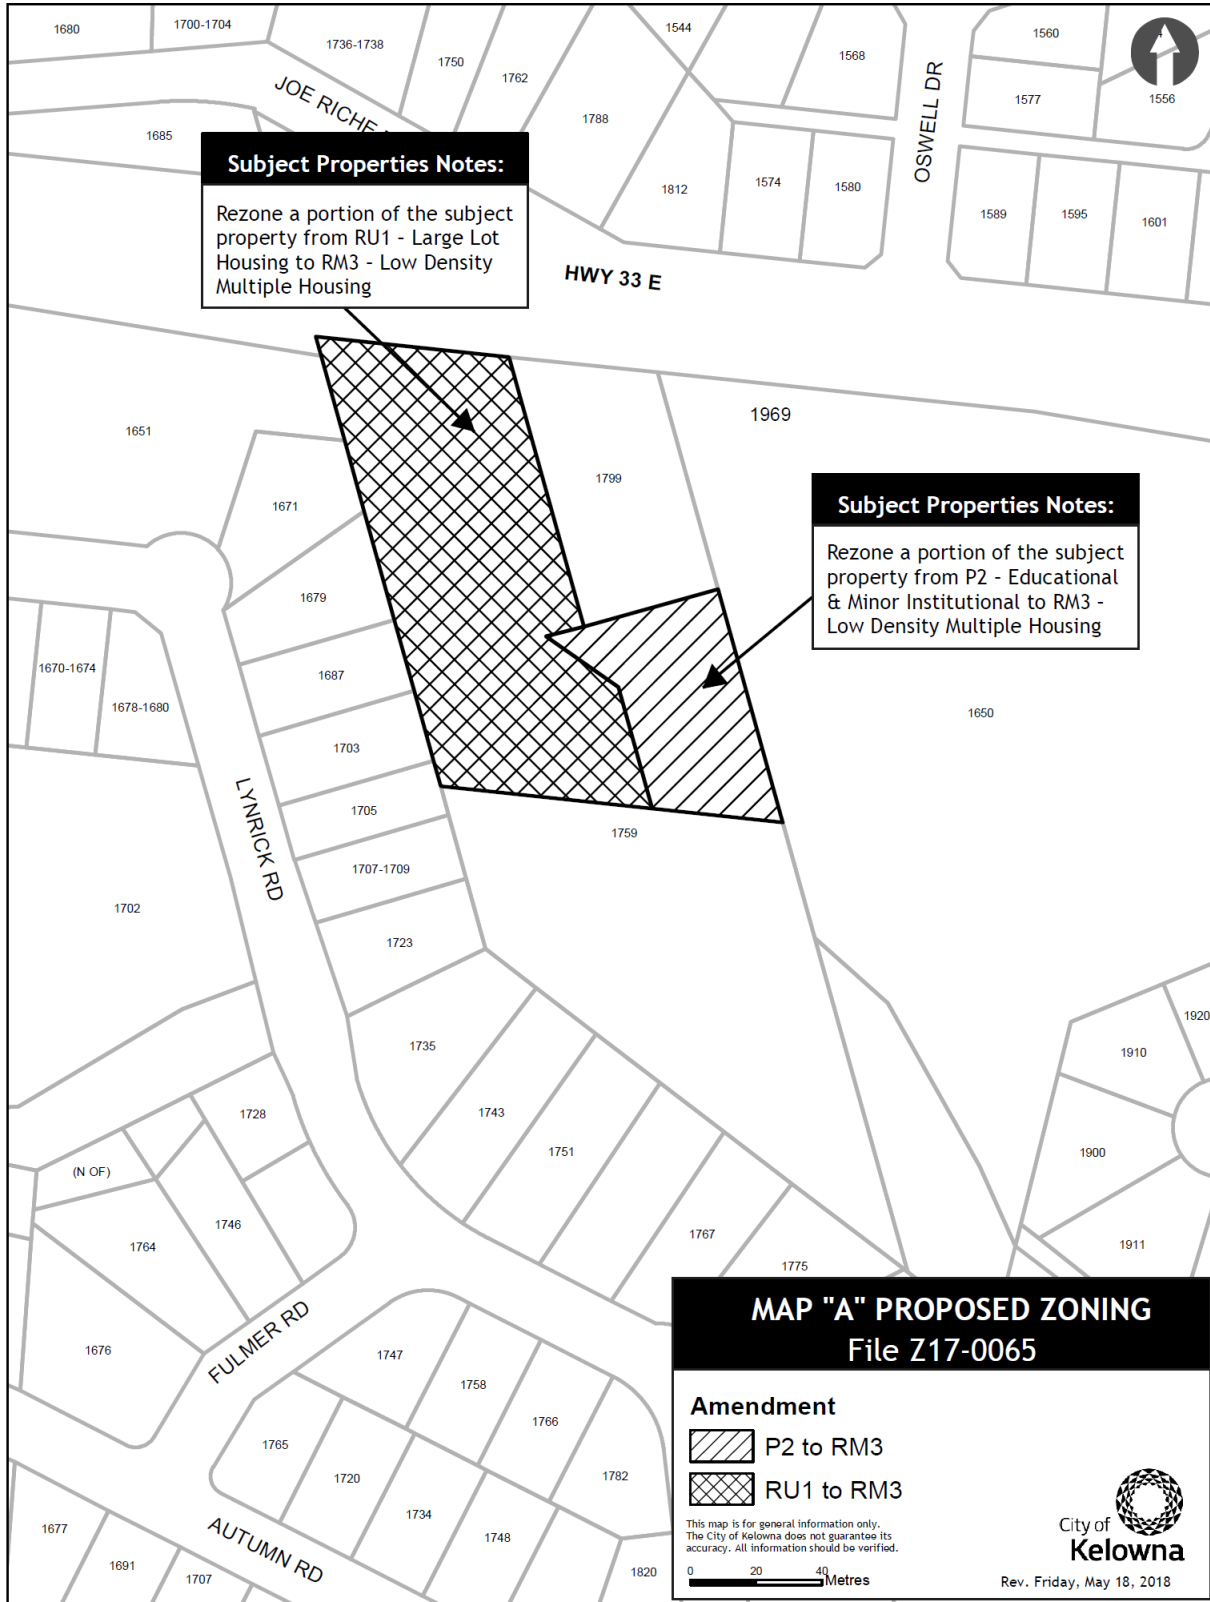 1680
1700-1704
1736-1738
1750
1762
1544
1568
1560
1577
1556
JOE RICHE
1685
1788
OSWELL DR
1812
1574
1580
1589
1595
1601
Subject Properties Notes:
Rezone a portion of the subject
property from RU1 - Large Lot
Housing to RM3 - Low Density
Multiple Housing
HWY 33 E
1651
1969
1799
1671
Subject Properties Notes:
Rezone a portion of the subject
property from P2 - Educational
& Minor Institutional to RM3 -
Low Density Multiple Housing
1679
1670-1674
1687
1678-1680
1650
1703
LYNRICK RD
1705
1759
1707-1709
1702
1723
1920
1735
1910
1728
1743
1751
1900
(N OF)
1746
1764
1767
1911
1775
FULMER RD
1676
1747
1758
1766
1765
1782
1720
1734
1748
AUTUMN RD
1677
1691
1707
1820
MAP "A" PROPOSED ZONING
File Z17-0065
Amendment
P2 to RM3
RU1 to RM3
This map is for general information only.
The City of Kelowna does not guarantee its
accuracy. All information should be verified.
0 20 40 Metres
City of
Kelowna
Rev. Friday, May 18, 2018